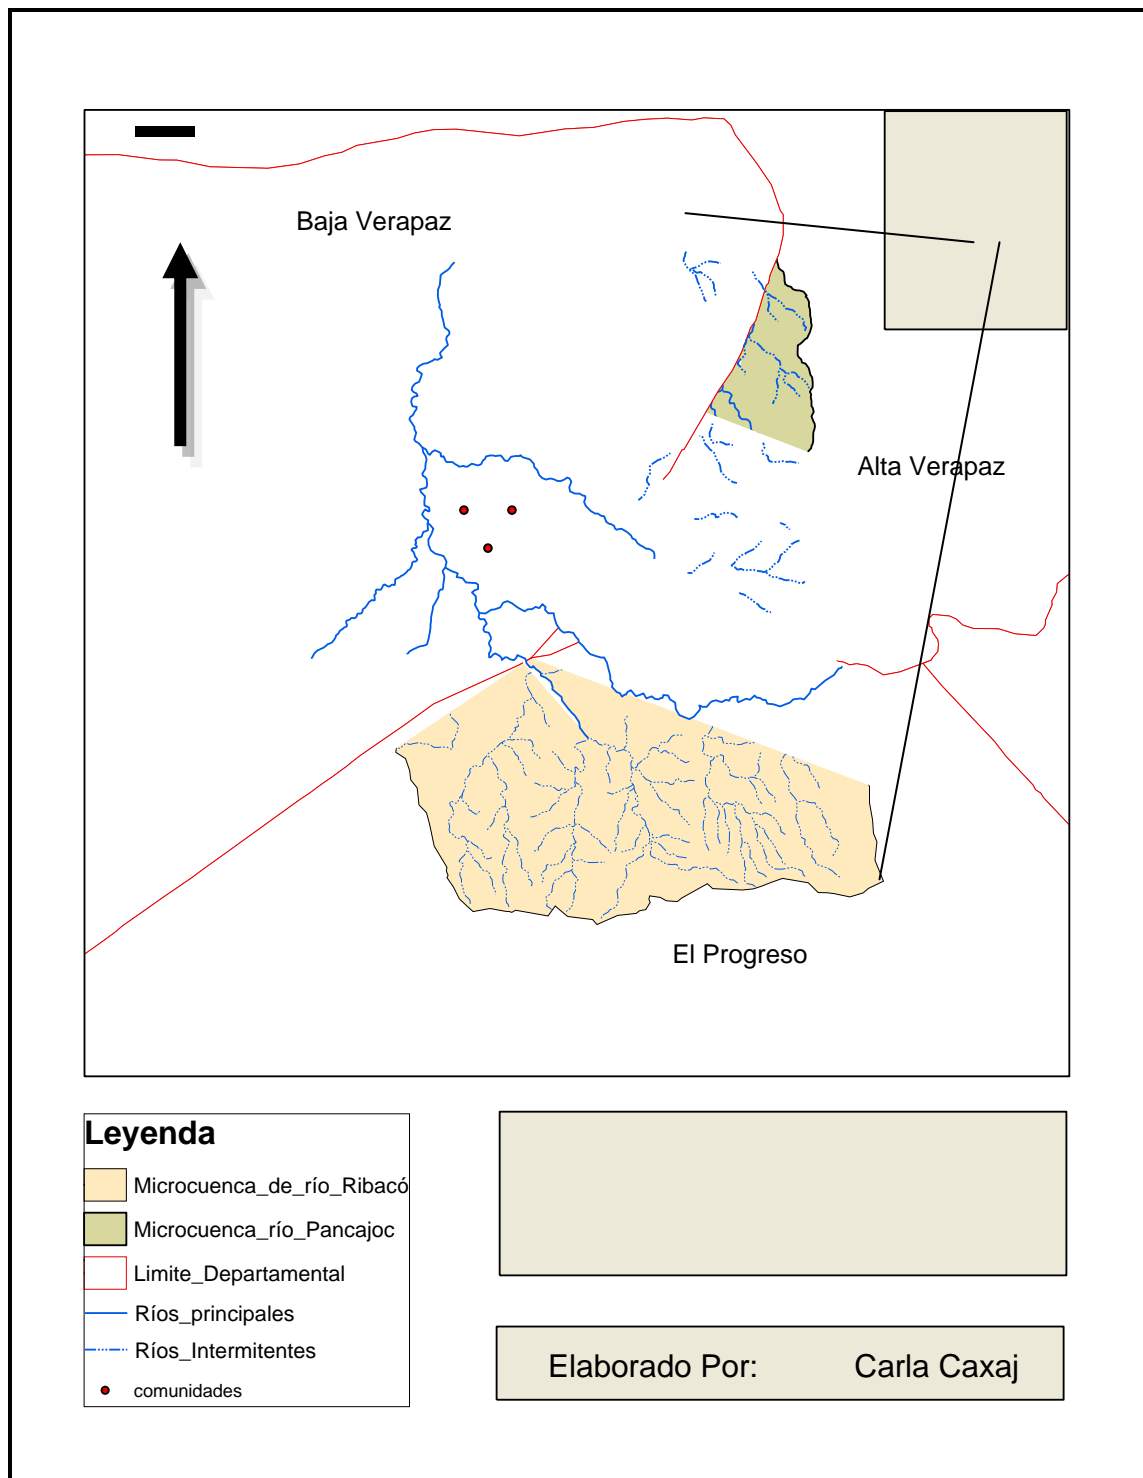 Baja Verapaz
Alta Verapaz
El Progreso
Leyenda
Microcuenca_de_río_Ribacó
Microcuenca_río_Pancajoc
Limite_Departamental
Ríos_principales
Ríos_Intermitentes
comunidades
Elaborado Por: Carla Caxaj